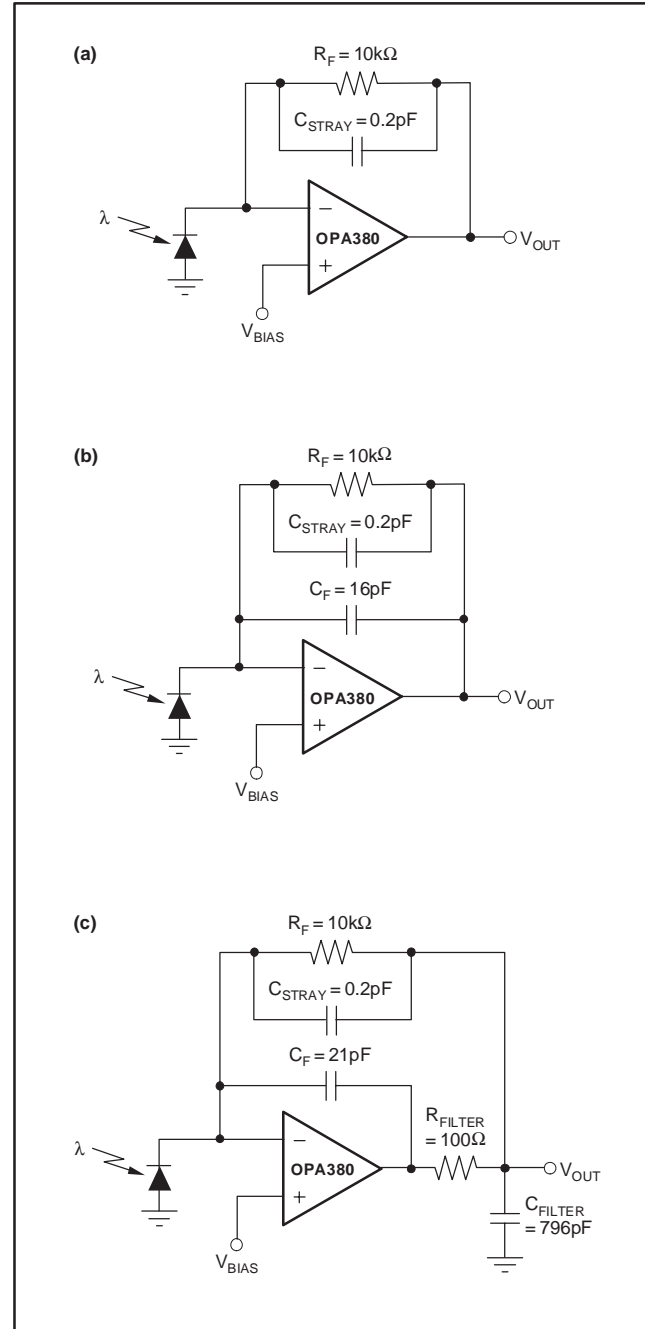 (a)
R_F = 10kΩ
C_STRAY = 0.2pF
λ
−
OPA380
+
V_OUT
V_BIAS
(b)
R_F = 10kΩ
C_STRAY = 0.2pF
C_F = 16pF
λ
−
OPA380
+
V_OUT
V_BIAS
(c)
R_F = 10kΩ
C_STRAY = 0.2pF
C_F = 21pF
R_FILTER
= 100Ω
λ
−
OPA380
+
V_OUT
C_FILTER
= 796pF
V_BIAS